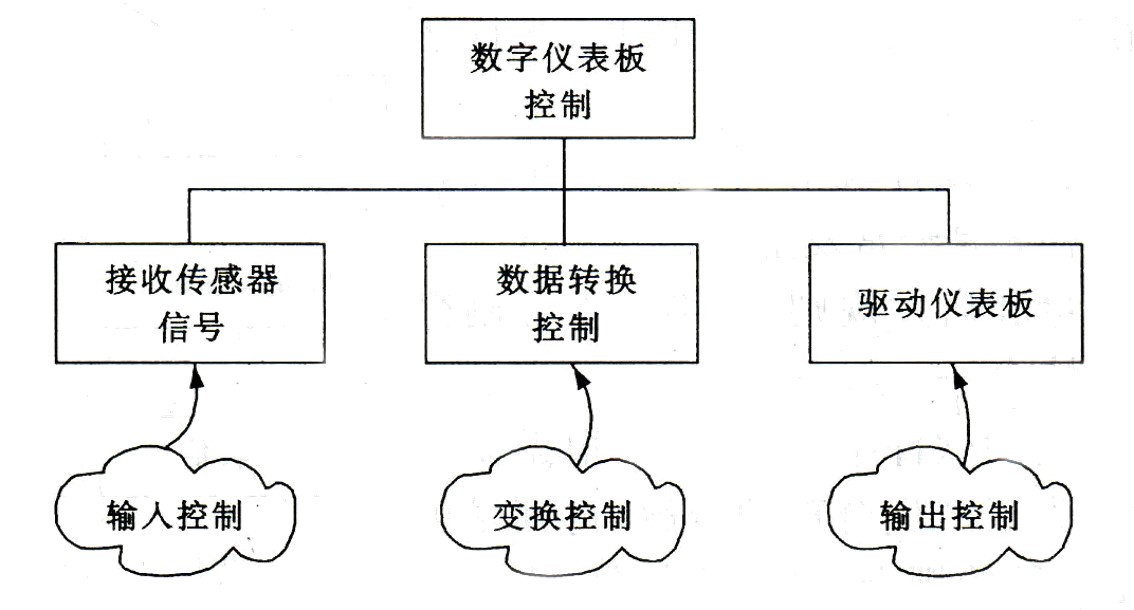 数字仪表板
控制
接收传感器
信号
数据转换
控制
驱动仪表板
输人控制
变换控制
输出控制